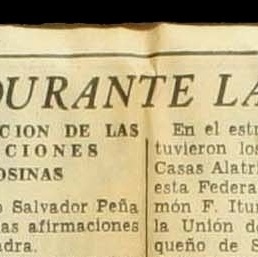 DURANTE LA
CION DE LAS
CIONES
OSINAS
Salvador Peña
as afirmaciones
adra.
En el estr
tuvieron los
Casas Alatri
esta Federa
món F. Itur
la Unión de
queño de S